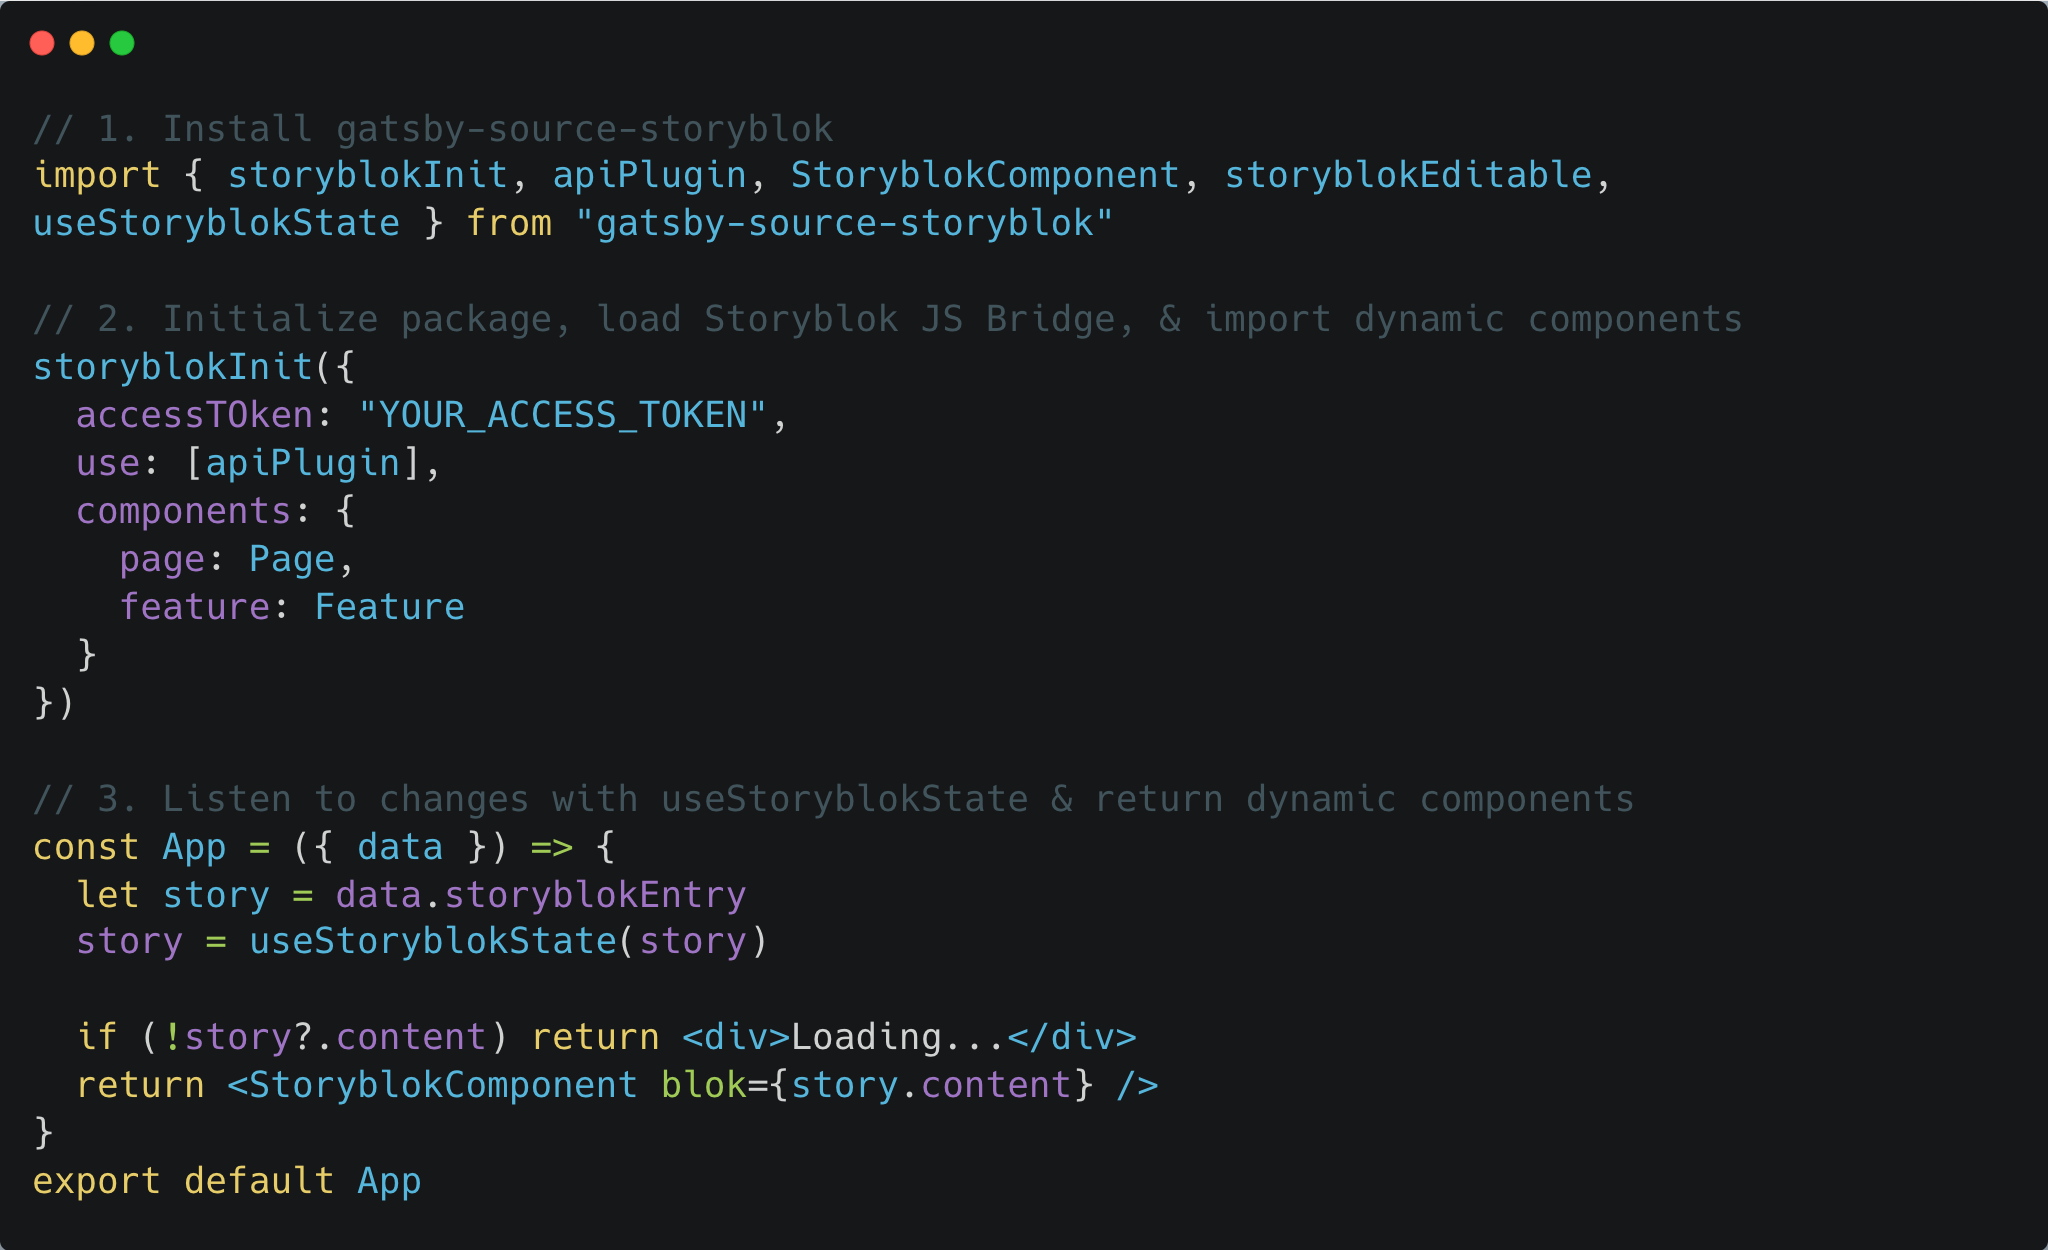 // 1. Install gatsby-source-storyblok
import { storyblokInit, apiPlugin, StoryblokComponent, storyblokEditable,
useStoryblokState } from "gatsby-source-storyblok"

// 2. Initialize package, load Storyblok JS Bridge, & import dynamic components
storyblokInit({
  accessTOken: "YOUR_ACCESS_TOKEN",
  use: [apiPlugin],
  components: {
    page: Page,
    feature: Feature
  }
})

// 3. Listen to changes with useStoryblokState & return dynamic components
const App = ({ data }) => {
  let story = data.storyblokEntry
  story = useStoryblokState(story)

  if (!story?.content) return <div>Loading...</div>
  return <StoryblokComponent blok={story.content} />
}
export default App